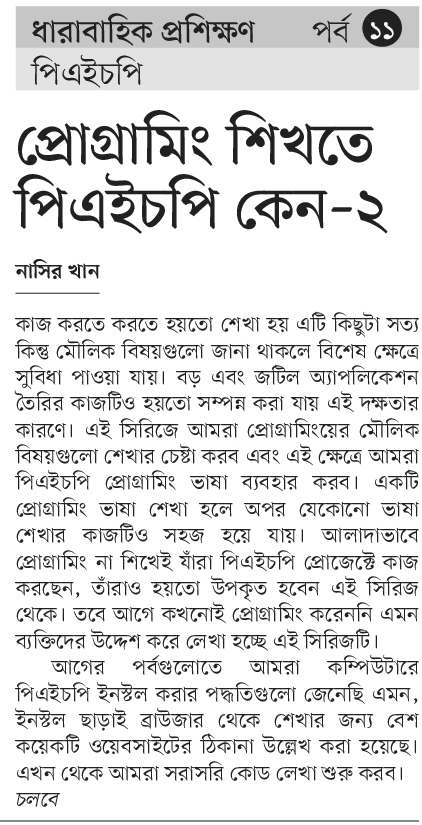 ধারাবাহিক প্রশিক্ষণ পর্ব ১১
পিএইচপি
প্রোগ্রামিং শিখতে
পিএইচপি কেন-২
নাসির খান
কাজ করতে করতে হয়তো শেখা হয় এটি কিছুটা সত্য
কিন্তু মৌলিক বিষয়গুলো জানা থাকলে বিশেষ ক্ষেত্রে
সুবিধা পাওয়া যায়। বড় এবং জটিল অ্যাপলিকেশন
তৈরির কাজটিও হয়তো সম্পন্ন করা যায় এই দক্ষতার
কারণে। এই সিরিজে আমরা প্রোগ্রামিংয়ের মৌলিক
বিষয়গুলো শেখার চেষ্টা করব এবং এই ক্ষেত্রে আমরা
পিএইচপি প্রোগ্রামিং ভাষা ব্যবহার করব। একটি
প্রোগ্রামিং ভাষা শেখা হলে অপর যেকোনো ভাষা
শেখার কাজটিও সহজ হয়ে যায়। আলাদাভাবে
প্রোগ্রামিং না শিখেই যাঁরা পিএইচপি প্রোজেক্টে কাজ
করছেন, তাঁরাও হয়তো উপকৃত হবেন এই সিরিজ
থেকে। তবে আগে কখনোই প্রোগ্রামিং করেননি এমন
ব্যক্তিদের উদ্দেশ করে লেখা হচ্ছে এই সিরিজটি।
আগের পর্বগুলোতে আমরা কম্পিউটারে
পিএইচপি ইনস্টল করার পদ্ধতিগুলো জেনেছি এমন,
ইনস্টল ছাড়াই ব্রাউজার থেকে শেখার জন্য বেশ
কয়েকটি ওয়েবসাইটের ঠিকানা উল্লেখ করা হয়েছে।
এখন থেকে আমরা সরাসরি কোড লেখা শুরু করব।
চলবে